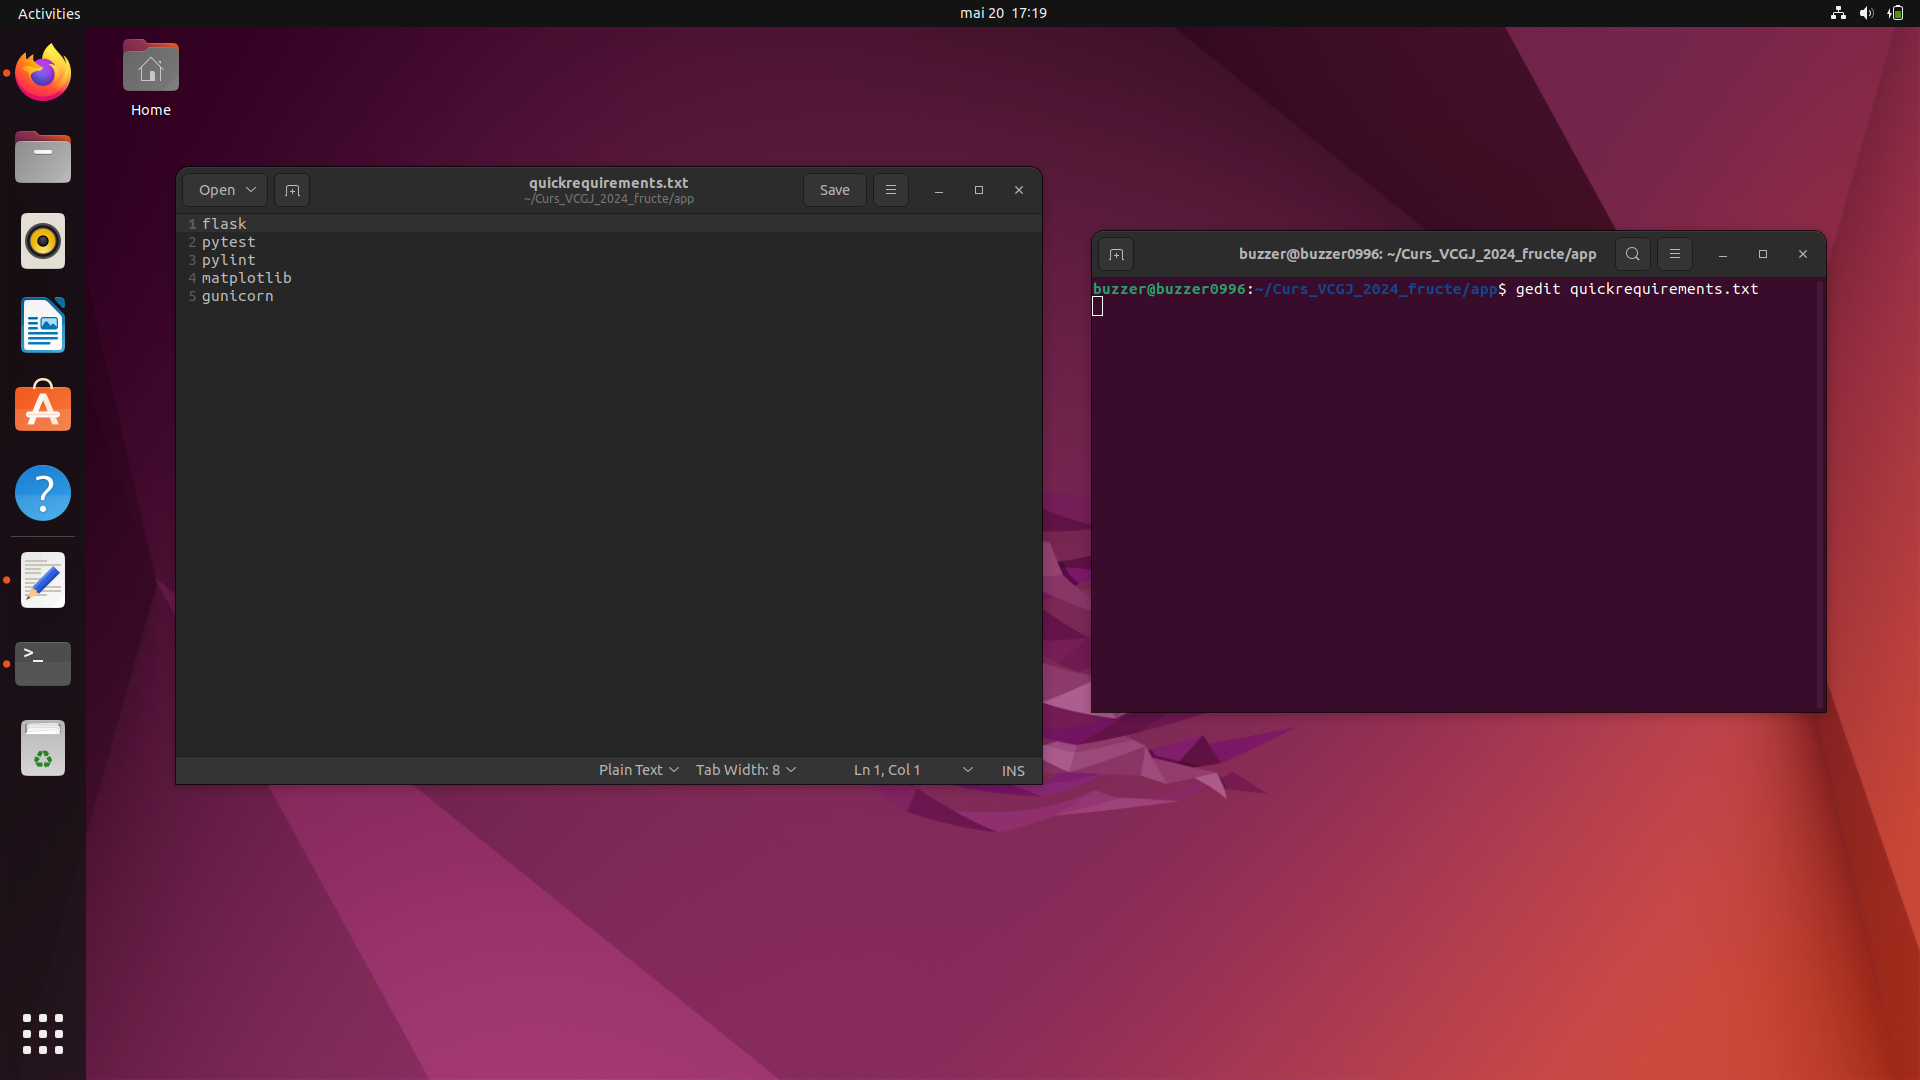 Activities
mai 20 17:19
Home
Open
quickrequirements.txt
~/Curs_VCGJ_2024_fructe/app
Save
1 flask
2 pytest
3 pylint
4 matplotlib
5 gunicorn
Plain Text
Tab Width: 8
Ln 1, Col 1
INS
buzzer@buzzer0996: ~/Curs_VCGJ_2024_fructe/app
buzzer@buzzer0996:~/Curs_VCGJ_2024_fructe/app$ gedit quickrequirements.txt